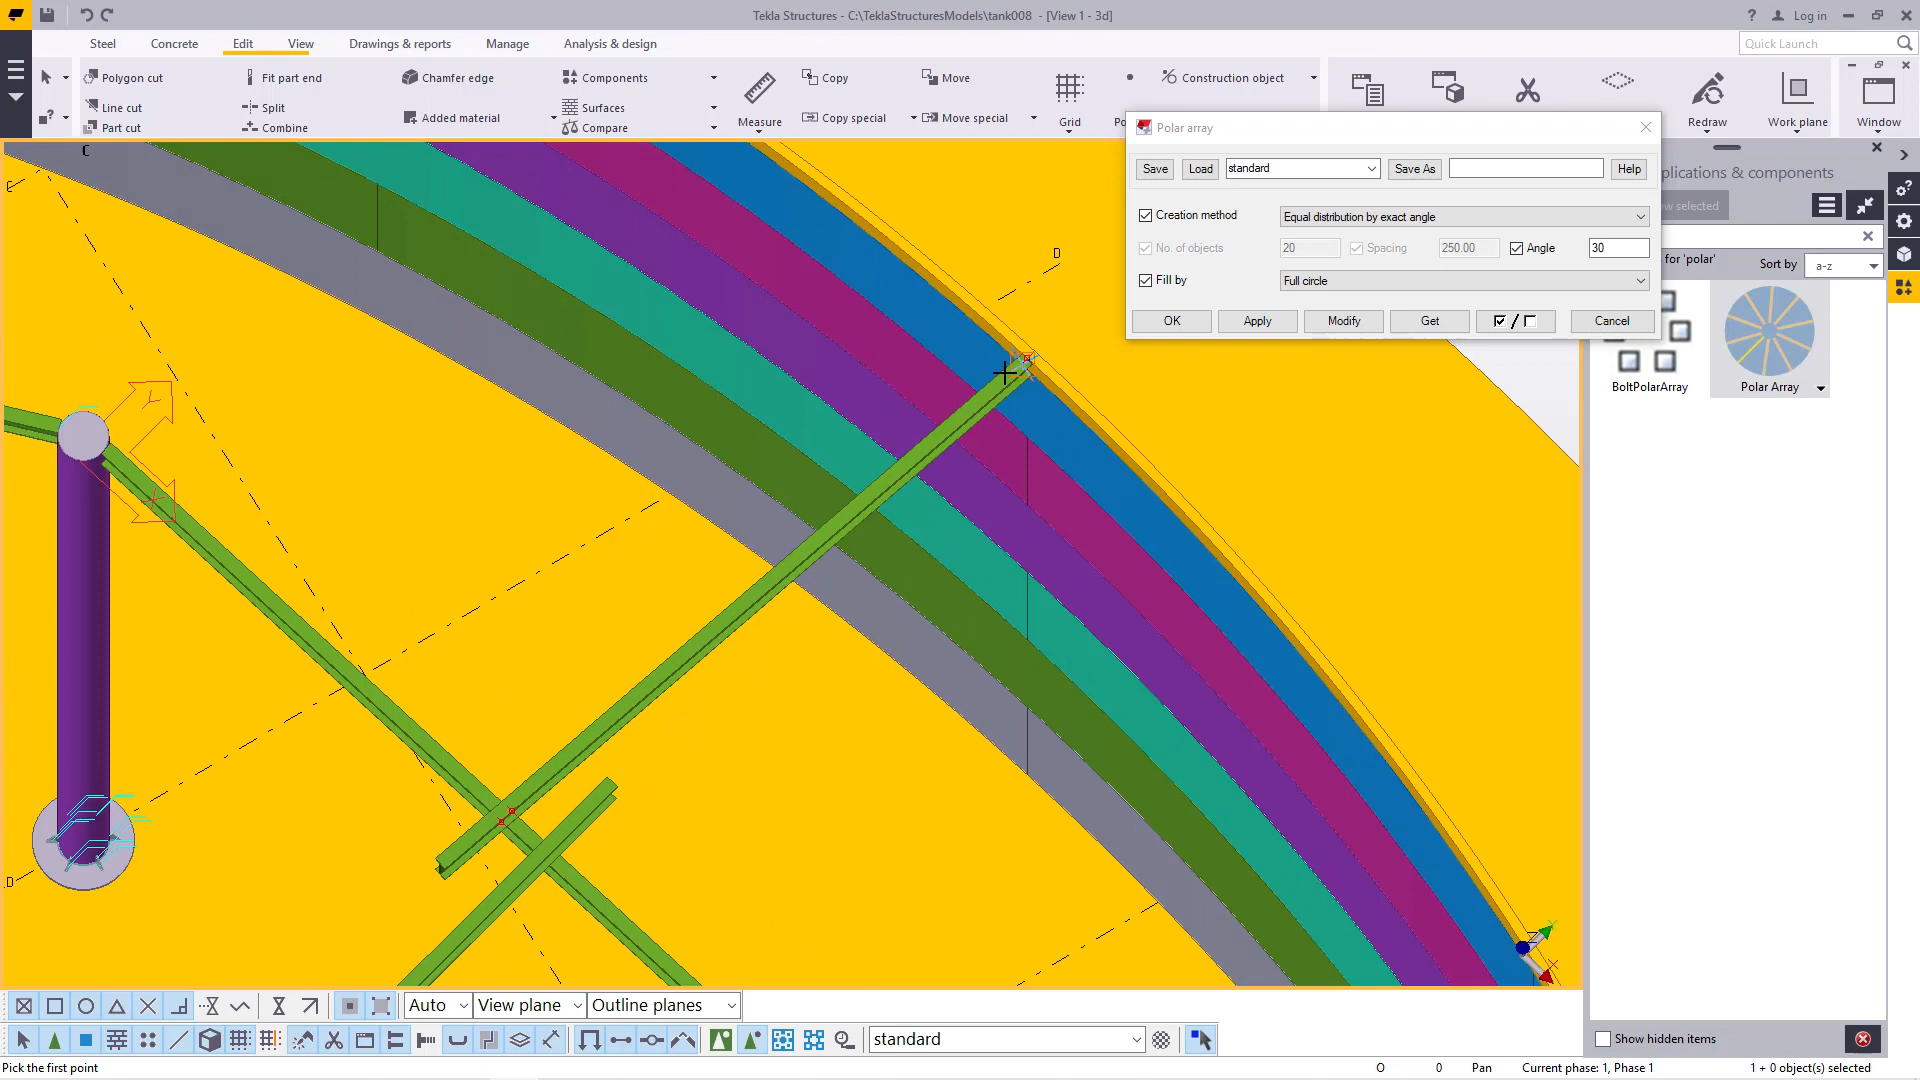 Tekla Structures - C:\TeklaStructuresModels\tank008 - [View 1 - 3d]
? Log in
Steel Concrete Edit View Drawings & reports Manage Analysis & design
Quick Launch
Polygon cut
Line cut
Part cut
Fit part end
Split
Combine
Chamfer edge
Added material
Components
Surfaces
Compare
Measure
Copy
Copy special
Move
Move special
Grid
Construction object
Redraw
Work plane
Window
Polar array
Save Load standard Save As Help
Creation method Equal distribution by exact angle
No. of objects 20 Spacing 250.00 Angle 30
Fill by Full circle
OK Apply Modify Get / Cancel
plications & components
w selected
for 'polar' Sort by a-z
BoltPolarArray
Polar Array
Show hidden items
C
D
D
Y
X
Auto View plane Outline planes
standard
Pick the first point
O 0 Pan Current phase: 1, Phase 1 1 + 0 object(s) selected